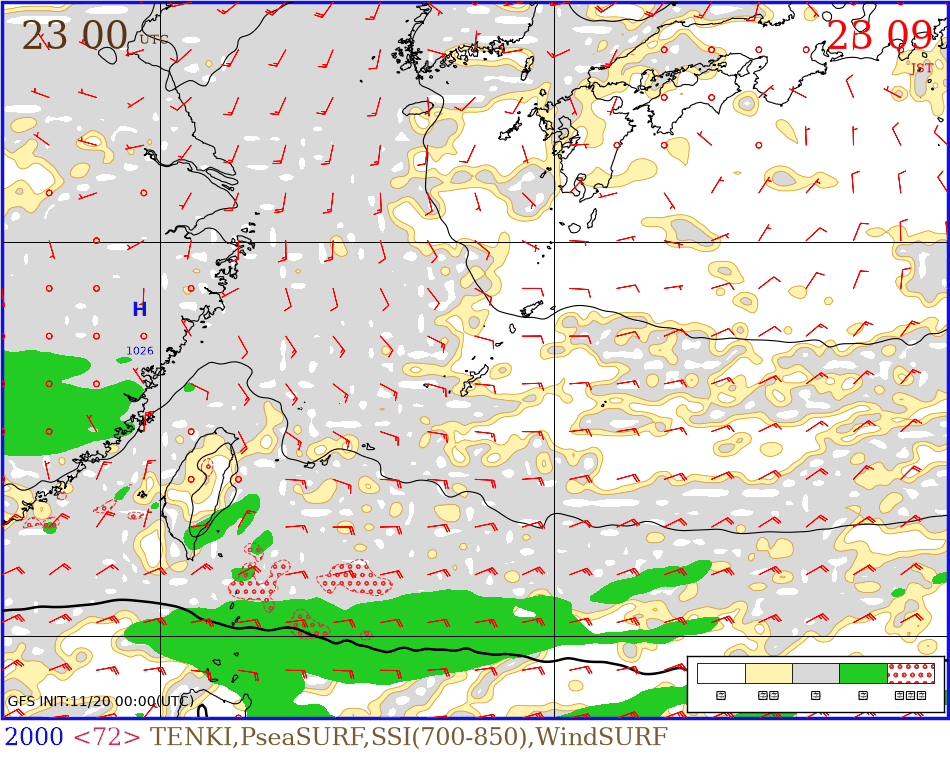 23 00 UTC
23 09
JST
H
1026
GFS INIT:11/20 00:00(UTC)
2000 <72> TENKI,PseaSURF,SSI(700-850),WindSURF